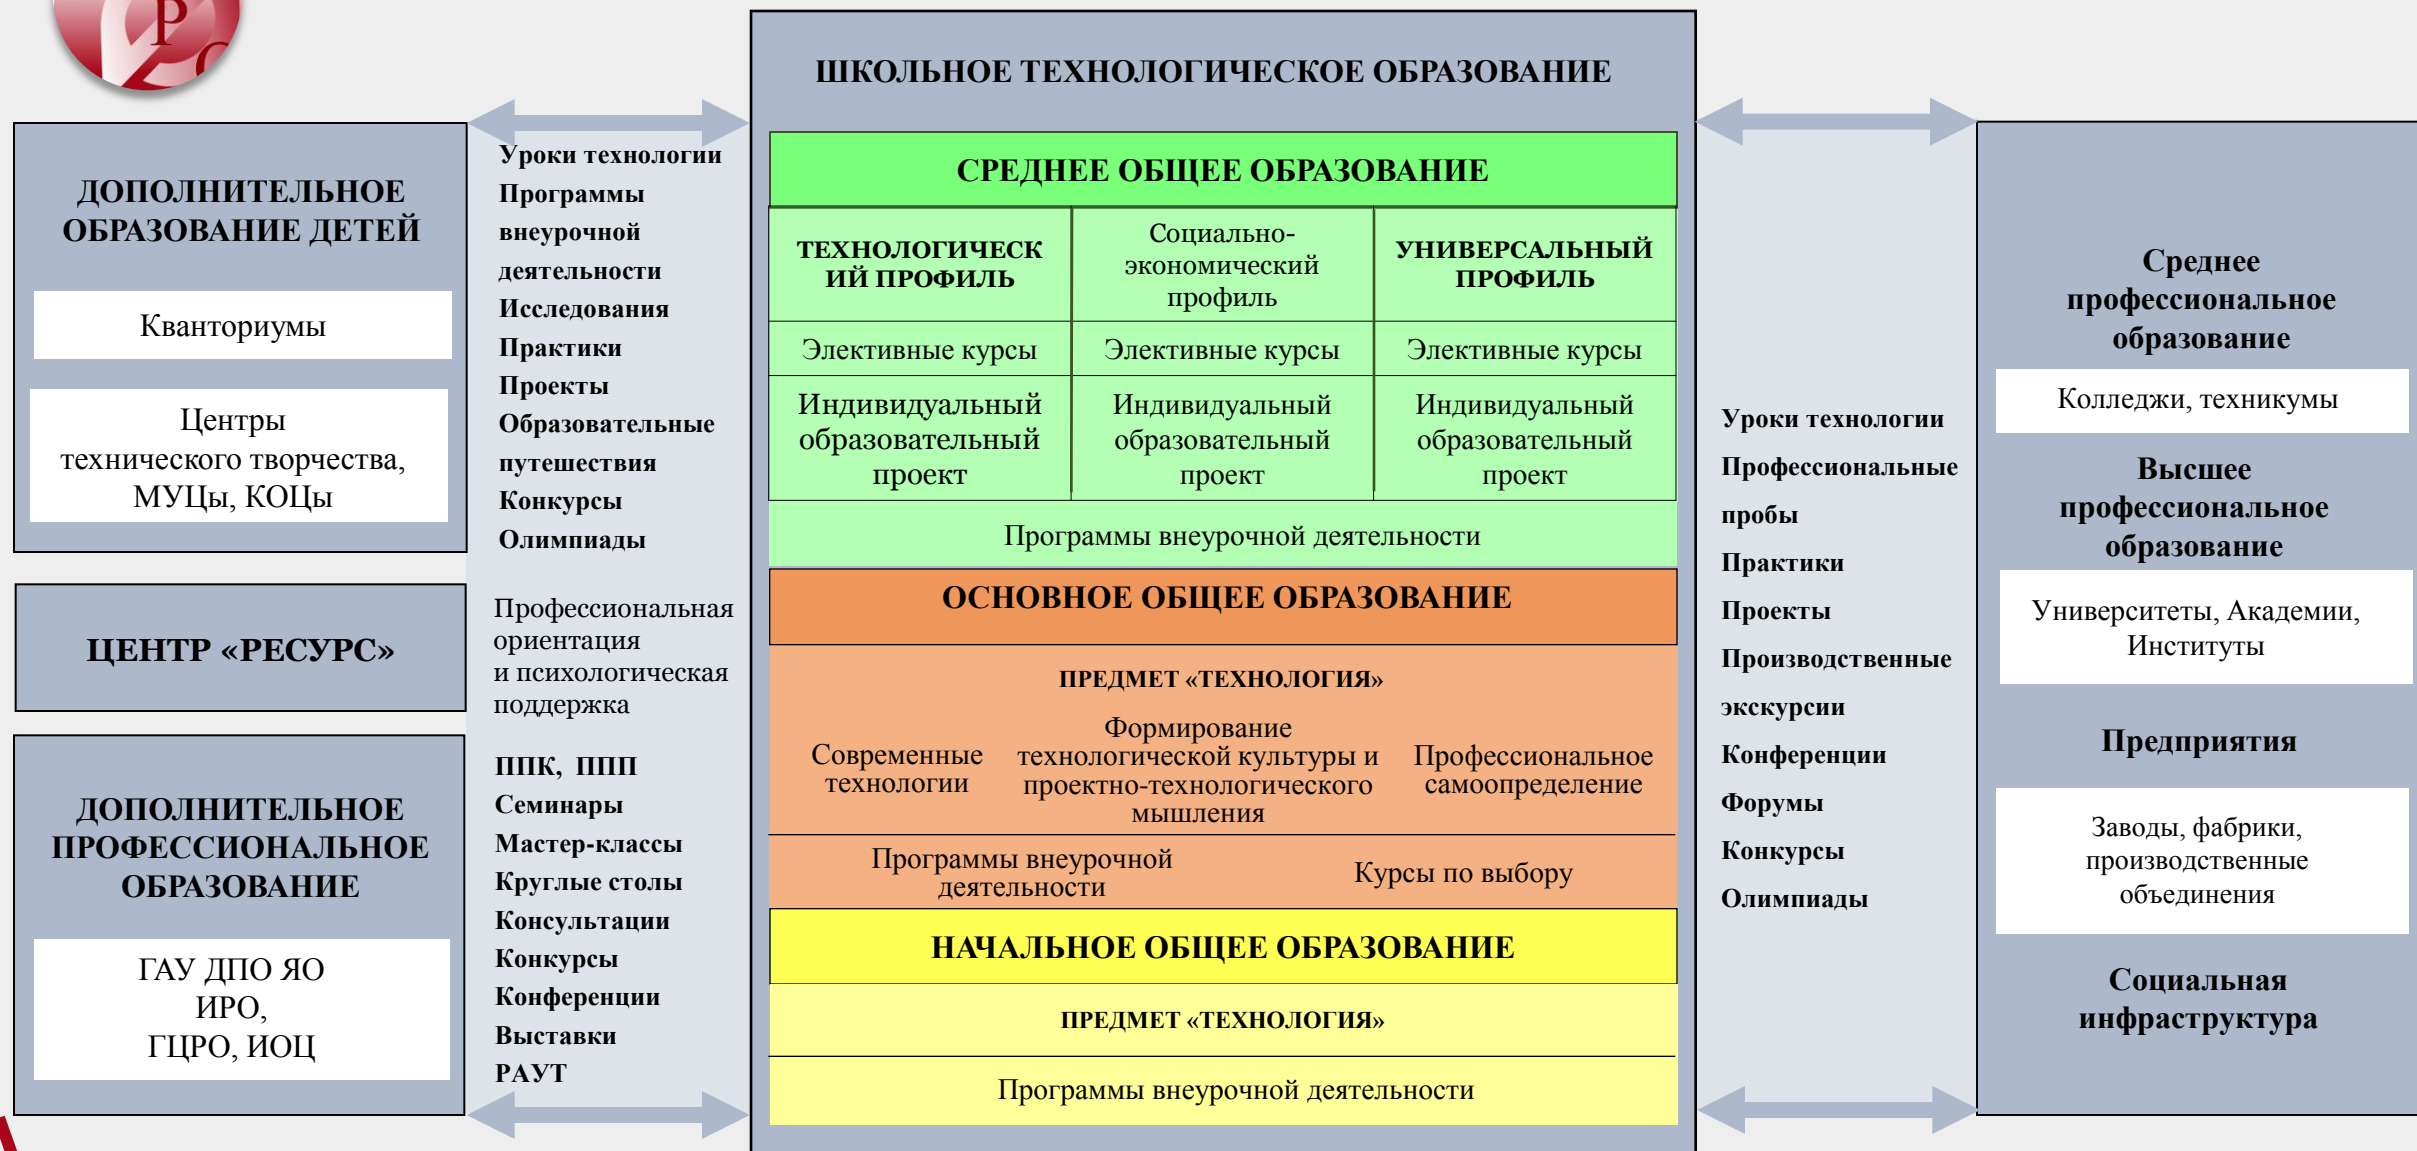 Р
С
ШКОЛЬНОЕ ТЕХНОЛОГИЧЕСКОЕ ОБРАЗОВАНИЕ
ДОПОЛНИТЕЛЬНОЕ
ОБРАЗОВАНИЕ ДЕТЕЙ
Кванториумы
Центры
технического творчества,
МУЦы, КОЦы
ЦЕНТР «РЕСУРС»
ДОПОЛНИТЕЛЬНОЕ
ПРОФЕССИОНАЛЬНОЕ
ОБРАЗОВАНИЕ
ГАУ ДПО ЯО
ИРО,
ГЦРО, ИОЦ
Уроки технологии
Программы
внеурочной
деятельности
Исследования
Практики
Проекты
Образовательные
путешествия
Конкурсы
Олимпиады
Профессиональная
ориентация
и психологическая
поддержка
ППК, ППП
Семинары
Мастер-классы
Круглые столы
Консультации
Конкурсы
Конференции
Выставки
РАУТ
СРЕДНЕЕ ОБЩЕЕ ОБРАЗОВАНИЕ
ТЕХНОЛОГИЧЕСК
ИЙ ПРОФИЛЬ
Социально-
экономический
профиль
УНИВЕРСАЛЬНЫЙ
ПРОФИЛЬ
Элективные курсы
Элективные курсы
Элективные курсы
Индивидуальный
образовательный
проект
Индивидуальный
образовательный
проект
Индивидуальный
образовательный
проект
Программы внеурочной деятельности
ОСНОВНОЕ ОБЩЕЕ ОБРАЗОВАНИЕ
ПРЕДМЕТ «ТЕХНОЛОГИЯ»
Современные
технологии
Формирование
технологической культуры и
проектно-технологического
мышления
Профессиональное
самоопределение
Программы внеурочной
деятельности
Курсы по выбору
НАЧАЛЬНОЕ ОБЩЕЕ ОБРАЗОВАНИЕ
ПРЕДМЕТ «ТЕХНОЛОГИЯ»
Программы внеурочной деятельности
Уроки технологии
Профессиональные
пробы
Практики
Проекты
Производственные
экскурсии
Конференции
Форумы
Конкурсы
Олимпиады
Среднее
профессиональное
образование
Колледжи, техникумы
Высшее
профессиональное
образование
Университеты, Академии,
Институты
Предприятия
Заводы, фабрики,
производственные
объединения
Социальная
инфраструктура